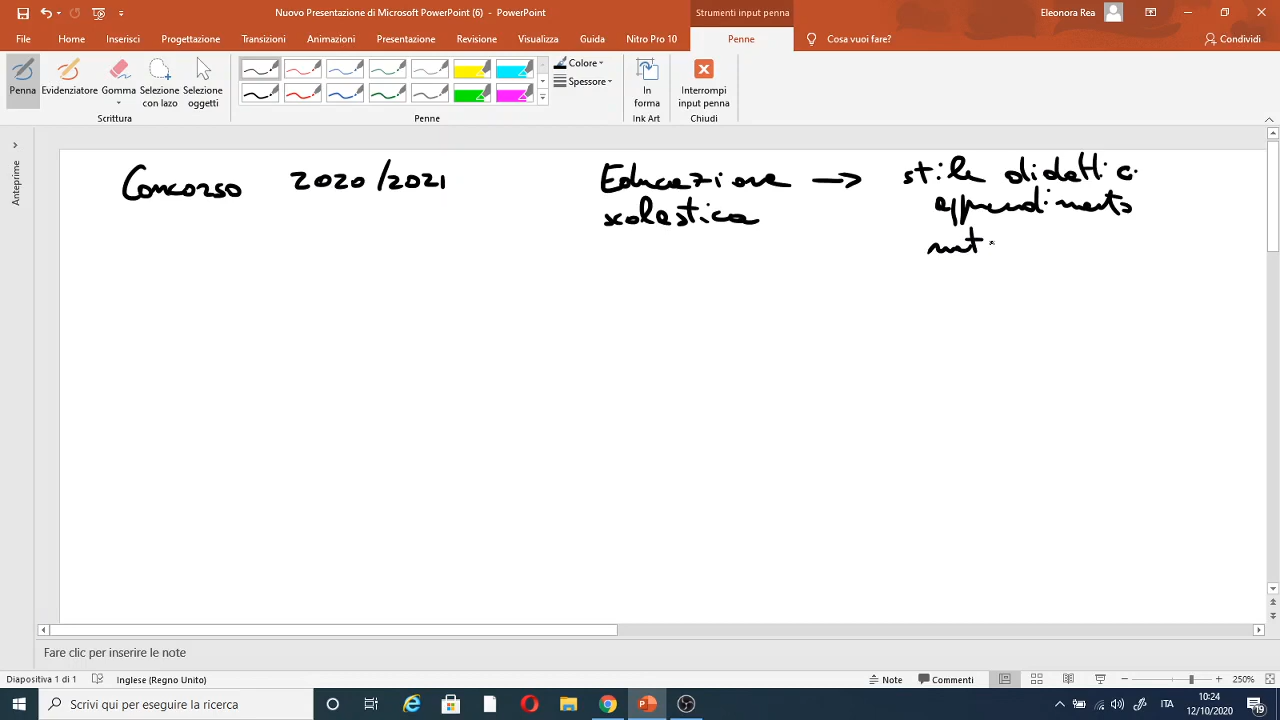 Nuovo Presentazione di Microsoft PowerPoint (6) - PowerPoint
Strumenti input penna
Eleonora Rea
File Home Inserisci Progettazione Transizioni Animazioni Presentazione Revisione Visualizza Guida Nitro Pro 10 Penne Cosa vuoi fare? Condividi
Penna Evidenziatore Gomma Selezione con lazo Selezione oggetti
Colore
Spessore
In forma
Interrompi input penna
Scrittura Penne Ink Art Chiudi
Anteprime
Concorso 2020/2021
Educazione scolastica → stile didattici
apprendimento
Fare clic per inserire le note
Diapositiva 1 di 1 Inglese (Regno Unito) Note Commenti 250%
Scrivi qui per eseguire la ricerca
ITA
10:24
12/10/2020
19